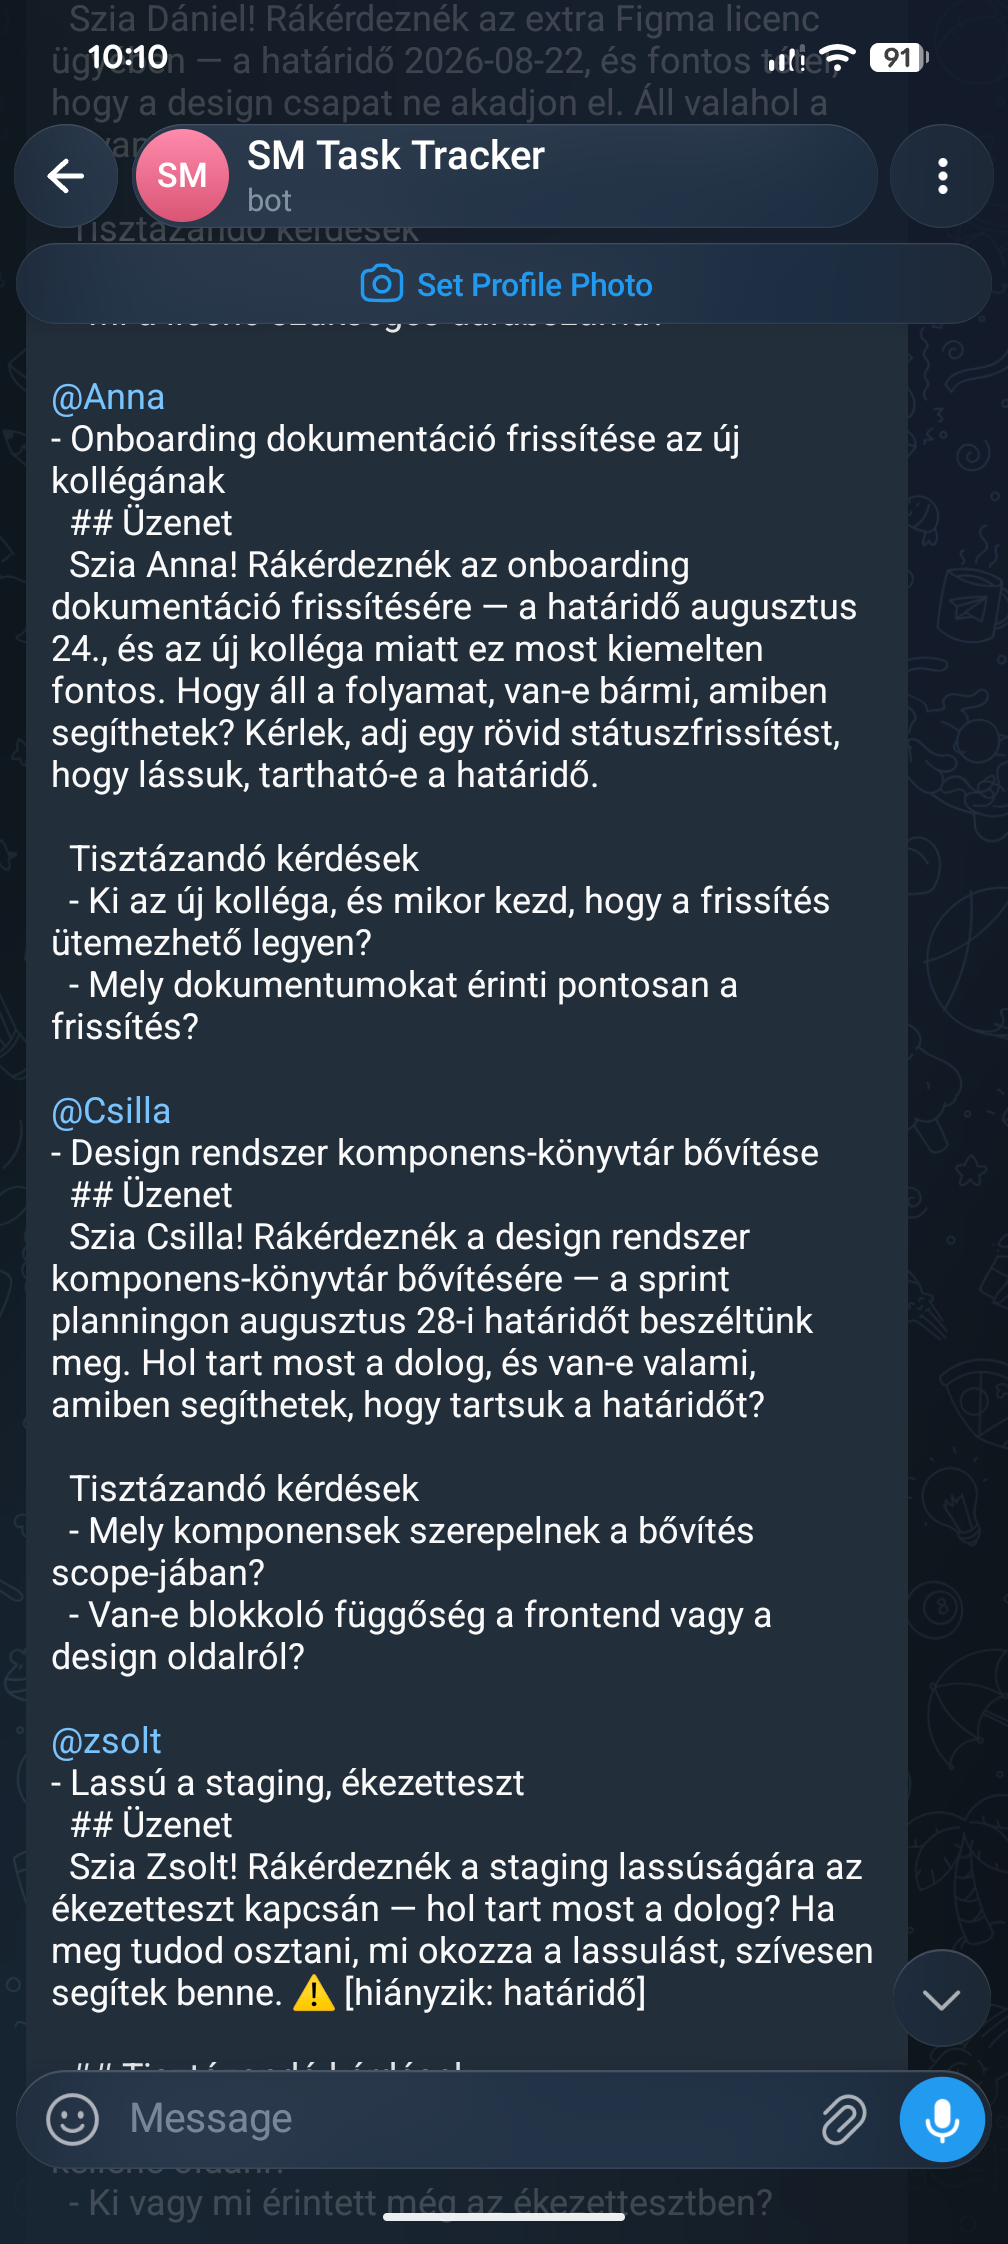 Szia Dániel! Rákérdeznék az extra Figma licenc
10:10
91
ügyében — a határidő 2026-08-22, és fontos
hogy a design csapat ne akadjon el. Áll valahol a
SM
SM Task Tracker
bot
Tisztázandó kérdések
Set Profile Photo
@Anna
- Onboarding dokumentáció frissítése az új
kollégának
## Üzenet
Szia Anna! Rákérdeznék az onboarding
dokumentáció frissítésére — a határidő augusztus
24., és az új kolléga miatt ez most kiemelten
fontos. Hogy áll a folyamat, van-e bármi, amiben
segíthetek? Kérlek, adj egy rövid státuszfrissítést,
hogy lássuk, tartható-e a határidő.
Tisztázandó kérdések
- Ki az új kolléga, és mikor kezd, hogy a frissítés
ütemezhető legyen?
- Mely dokumentumokat érinti pontosan a
frissítés?
@Csilla
- Design rendszer komponens-könyvtár bővítése
## Üzenet
Szia Csilla! Rákérdeznék a design rendszer
komponens-könyvtár bővítésére — a sprint
planningon augusztus 28-i határidőt beszéltünk
meg. Hol tart most a dolog, és van-e valami,
amiben segíthetek, hogy tartsuk a határidőt?
Tisztázandó kérdések
- Mely komponensek szerepelnek a bővítés
scope-jában?
- Van-e blokkoló függőség a frontend vagy a
design oldalról?
@zsolt
- Lassú a staging, ékezetteszt
## Üzenet
Szia Zsolt! Rákérdeznék a staging lassúságára az
ékezetteszt kapcsán — hol tart most a dolog? Ha
meg tudod osztani, mi okozza a lassulást, szívesen
segítek benne. ⚠️ [hiányzik: határidő]
## Tisztázandó kérdések
Message
- Ki vagy mi érintett még az ékezettesztben?